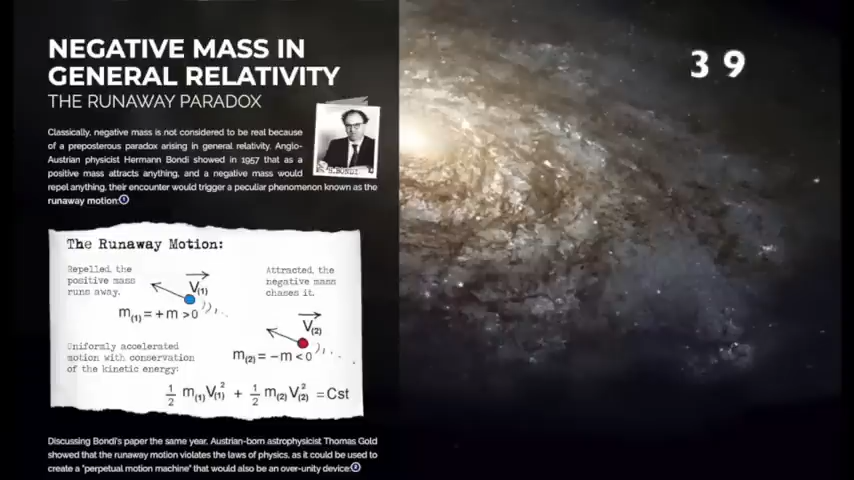 NEGATIVE MASS IN
GENERAL RELATIVITY
THE RUNAWAY PARADOX
39
Classically, negative mass is not considered to be real because
of a preposterous paradox arising in general relativity. Anglo-
Austrian physicist Hermann Bondi showed in 1957 that as a
positive mass attracts anything, and a negative mass would
repel anything, their encounter would trigger a peculiar phenomenon known as the
runaway motion.①
H.BONDI
The Runaway Motion:
Repelled, the
positive mass
runs away.
V(1)
m(1) = +m >0
Attracted, the
negative mass
chases it.
V(2)
m(2) = −m < 0
Uniformly accelerated
motion with conservation
of the kinetic energy:
1/2 m(1)V(1)² + 1/2 m(2)V(2)² = Cst
Discussing Bondi's paper the same year, Austrian-born astrophysicist Thomas Gold
showed that the runaway motion violates the laws of physics, as it could be used to
create a "perpetual motion machine" that would also be an over-unity device.②